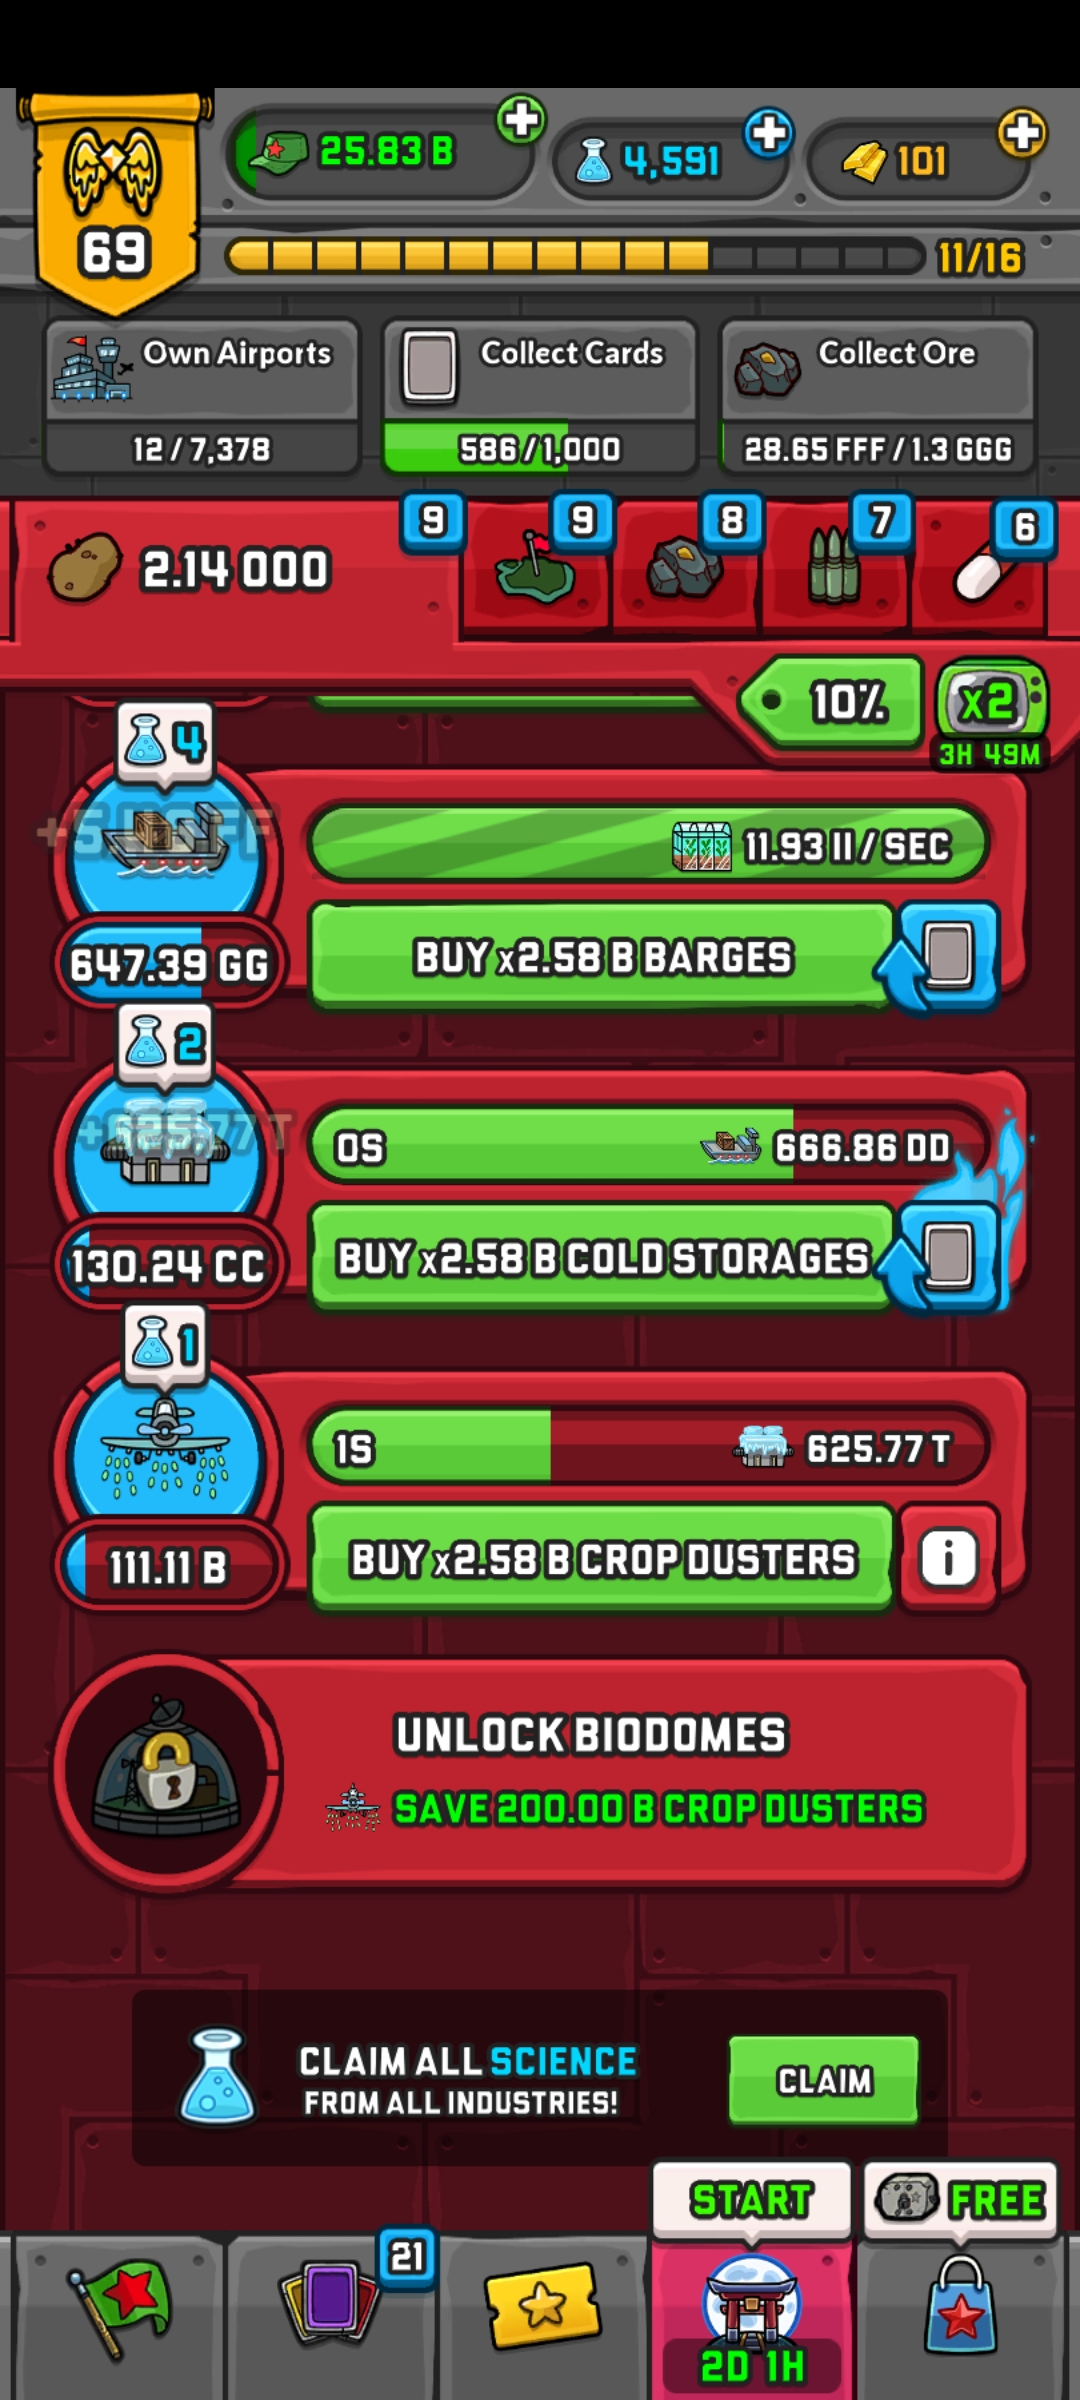 25.83 B
4,591
101
69
11/16
Own Airports
Collect Cards
Collect Ore
12 / 7,378
586 / 1,000
28.65 FFF / 1.3 GGG
2.14 OOO
9
9
8
7
6
10%
x2
3H 49M
4
11.93 II / SEC
647.39 GG
BUY x2.58 B BARGES
2
+625.77 T
0S
666.86 DD
130.24 CC
BUY x2.58 B COLD STORAGES
1
1S
625.77 T
111.11 B
BUY x2.58 B CROP DUSTERS
i
UNLOCK BIODOMES
SAVE 200.00 B CROP DUSTERS
CLAIM ALL SCIENCE
FROM ALL INDUSTRIES!
CLAIM
START
FREE
21
2D 1H